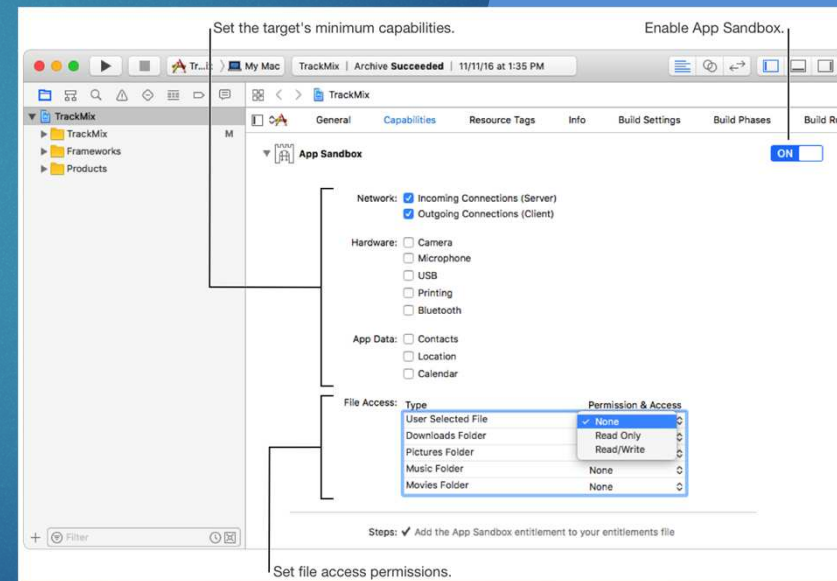 Set the target's minimum capabilities.
Enable App Sandbox.
Tr...ix
My Mac
TrackMix | Archive Succeeded | 11/11/16 at 1:35 PM
TrackMix
TrackMix
General Capabilities Resource Tags Info Build Settings Build Phases Build Ru
TrackMix M
Frameworks
Products
App Sandbox
ON
Network: Incoming Connections (Server)
Outgoing Connections (Client)
Hardware: Camera
Microphone
USB
Printing
Bluetooth
App Data: Contacts
Location
Calendar
File Access: Type Permission & Access
User Selected File None
Downloads Folder Read Only
Pictures Folder Read/Write
Music Folder None
Movies Folder None
Steps: ✓ Add the App Sandbox entitlement to your entitlements file
Filter
Set file access permissions.